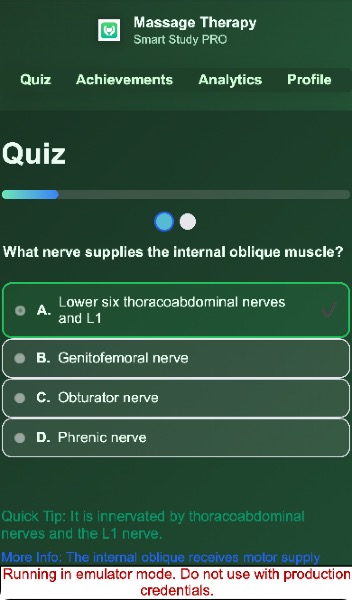 Massage Therapy
Smart Study PRO
Quiz Achievements Analytics Profile
Quiz
What nerve supplies the internal oblique muscle?
A. Lower six thoracoabdominal nerves
and L1
B. Genitofemoral nerve
C. Obturator nerve
D. Phrenic nerve
Quick Tip: It is innervated by thoracoabdominal
nerves and the L1 nerve.
More Info: The internal oblique receives motor supply
Running in emulator mode. Do not use with production
credentials.